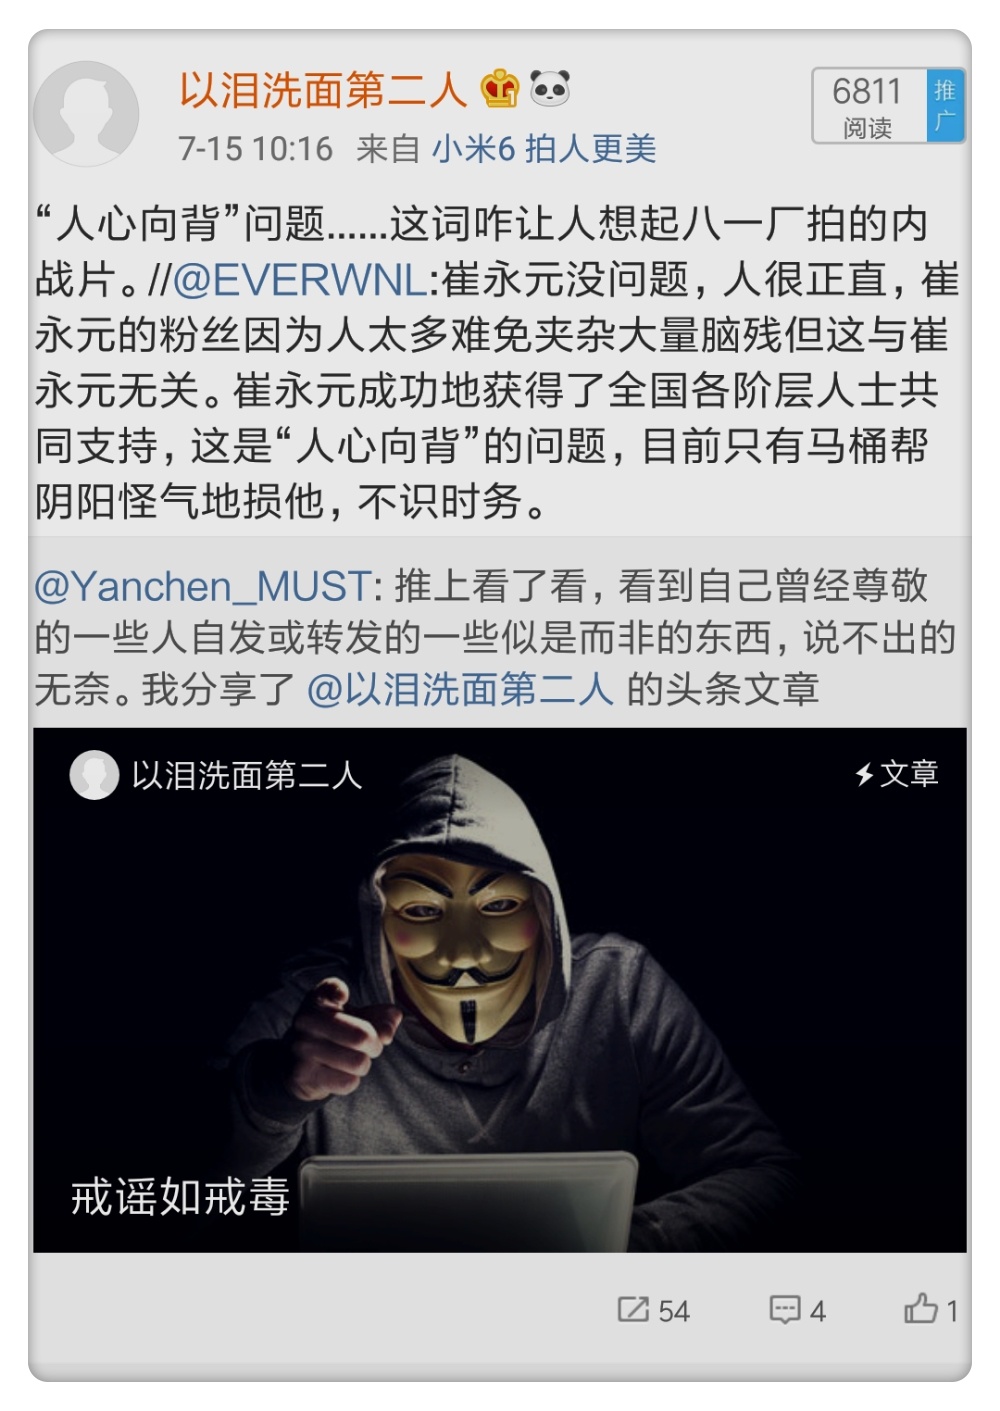 以泪洗面第二人
6811
阅读
推广
7-15 10:16 来自 小米6 拍人更美
“人心向背”问题......这词咋让人想起八一厂拍的内
战片。//@EVERWNL:崔永元没问题，人很正直，崔
永元的粉丝因为人太多难免夹杂大量脑残但这与崔
永元无关。崔永元成功地获得了全国各阶层人士共
同支持，这是“人心向背”的问题，目前只有马桶帮
阴阳怪气地损他，不识时务。
@Yanchen_MUST: 推上看了看，看到自己曾经尊敬
的一些人自发或转发的一些似是而非的东西，说不出的
无奈。我分享了 @以泪洗面第二人 的头条文章
以泪洗面第二人
文章
戒谣如戒毒
54
4
1